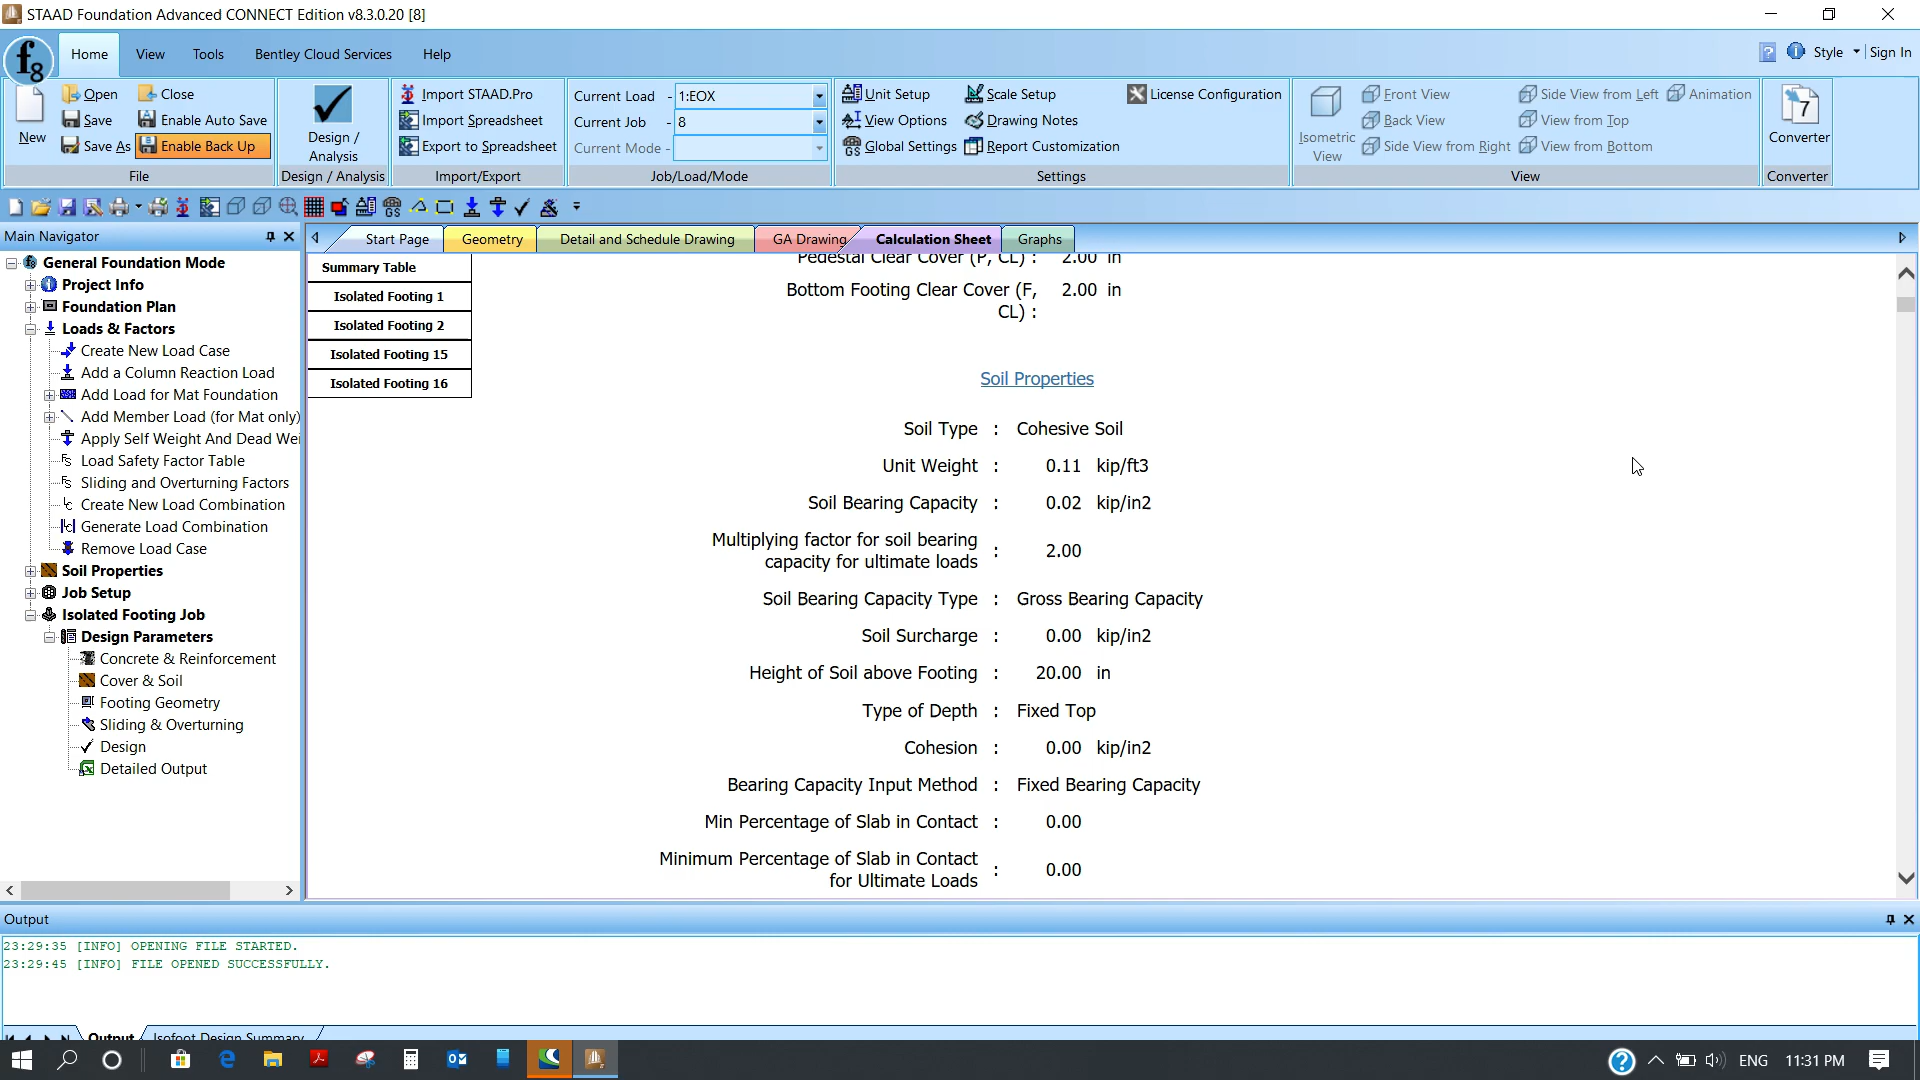 STAAD Foundation Advanced CONNECT Edition v8.3.0.20 [8]
f8
Home View Tools Bentley Cloud Services Help
Style Sign In
New
Open
Save
Save As
Close
Enable Auto Save
Enable Back Up
File
Design / Analysis
Design / Analysis
Import STAAD.Pro
Import Spreadsheet
Export to Spreadsheet
Import/Export
Current Load - 1:EOX
Current Job - 8
Current Mode -
Job/Load/Mode
Unit Setup
View Options
Global Settings
Scale Setup
Drawing Notes
Report Customization
License Configuration
Settings
Isometric View
Front View
Back View
Side View from Right
Side View from Left
View from Top
View from Bottom
Animation
View
7
Converter
Converter
Main Navigator
General Foundation Mode
Project Info
Foundation Plan
Loads & Factors
Create New Load Case
Add a Column Reaction Load
Add Load for Mat Foundation
Add Member Load (for Mat only)
Apply Self Weight And Dead Wei
Load Safety Factor Table
Sliding and Overturning Factors
Create New Load Combination
Generate Load Combination
Remove Load Case
Soil Properties
Job Setup
Isolated Footing Job
Design Parameters
Concrete & Reinforcement
Cover & Soil
Footing Geometry
Sliding & Overturning
Design
Detailed Output
Start Page Geometry Detail and Schedule Drawing GA Drawing Calculation Sheet Graphs
Summary Table
Isolated Footing 1
Isolated Footing 2
Isolated Footing 15
Isolated Footing 16
Pedestal Clear Cover (P, CL) : 2.00 in
Bottom Footing Clear Cover (F, 2.00 in
CL) :
Soil Properties
Soil Type : Cohesive Soil
Unit Weight : 0.11 kip/ft3
Soil Bearing Capacity : 0.02 kip/in2
Multiplying factor for soil bearing
capacity for ultimate loads : 2.00
Soil Bearing Capacity Type : Gross Bearing Capacity
Soil Surcharge : 0.00 kip/in2
Height of Soil above Footing : 20.00 in
Type of Depth : Fixed Top
Cohesion : 0.00 kip/in2
Bearing Capacity Input Method : Fixed Bearing Capacity
Min Percentage of Slab in Contact : 0.00
Minimum Percentage of Slab in Contact
for Ultimate Loads : 0.00
Output
23:29:35 [INFO] OPENING FILE STARTED.
23:29:45 [INFO] FILE OPENED SUCCESSFULLY.
Output Isofoot Design Summary
ENG 11:31 PM